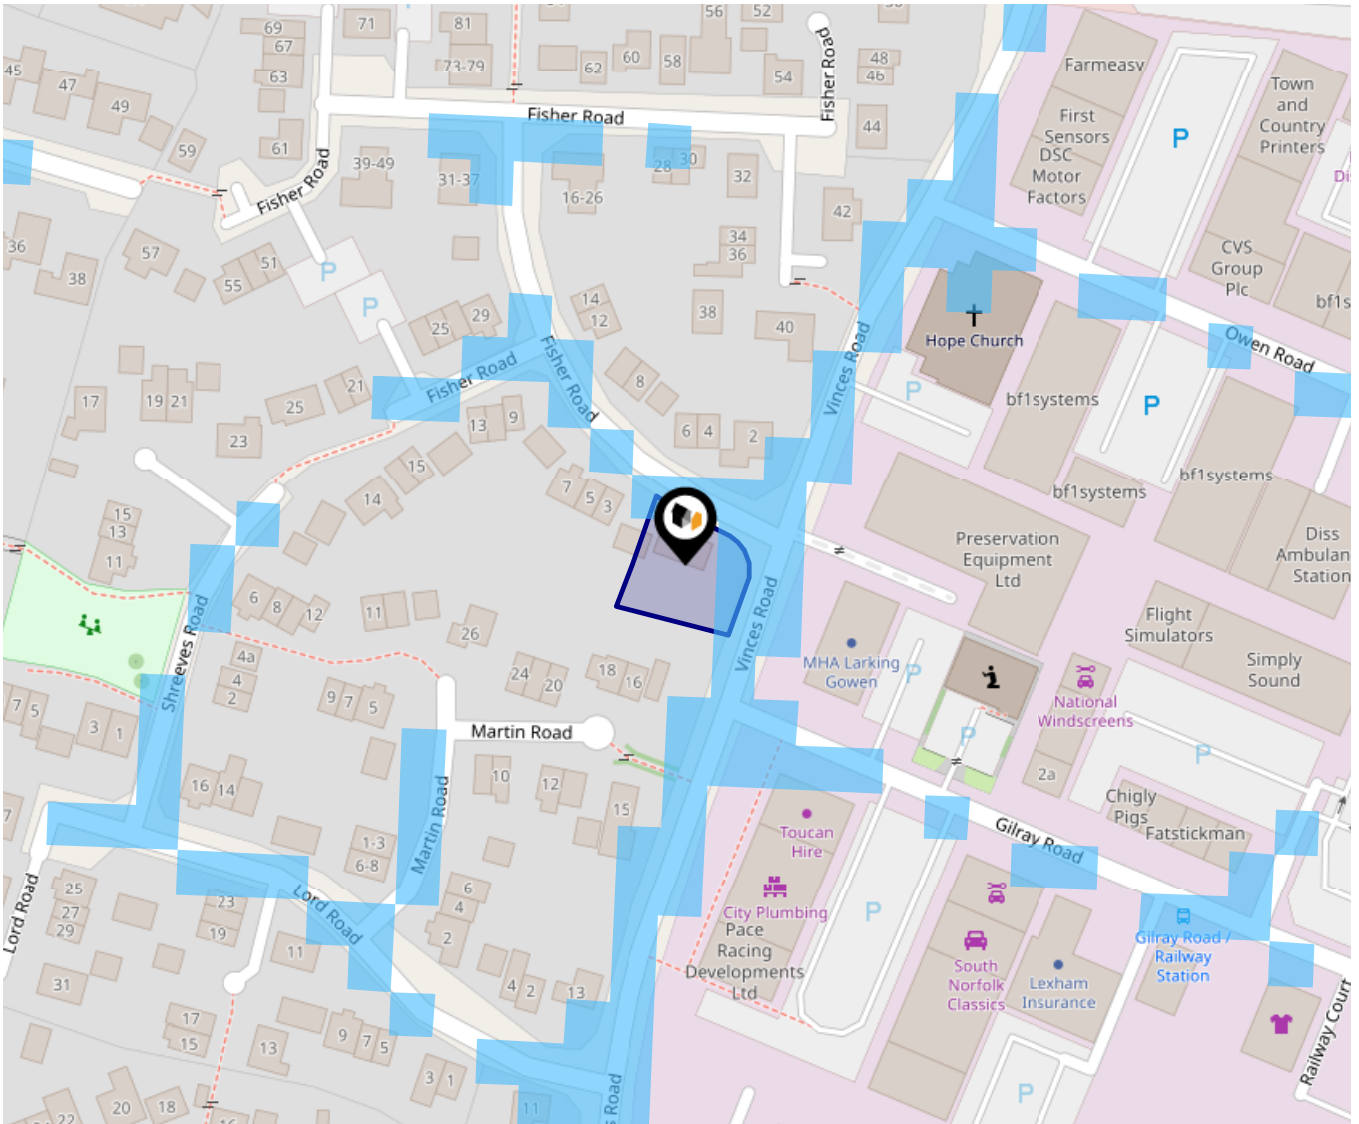 71
81
56
52
69
67
45
47
49
63
73-79
62
60
58
54
48
46
Fisher Road
Farmeasy
Town
and
Country
Printers
First
Sensors
DSC
Motor
Factors
P
Fisher Road
44
59
61
39-49
31-37
16-26
28
30
32
42
Fisher Road
36
57
38
55
51
P
P
34
36
CVS
Group
Plc
bf1s
25
29
14
12
38
40
Vinces Road
Hope Church
Owen Road
Fisher Road
Fisher Road
8
17
19
21
25
21
23
13
9
6
4
2
P
bf1systems
P
bf1systems
bf1systems
15
14
7
5
3
15
13
11
Preservation
Equipment
Ltd
Diss
Ambulan
Station
6
8
12
11
26
Shreeves Road
Vinces Road
Flight
Simulators
MHA Larking
Gowen
P
Simply
Sound
National
Windscreens
4a
4
2
24
20
18
16
9
7
5
7
5
3
1
Martin Road
P
P
2a
16
14
10
12
15
Martin Road
Toucan
Hire
Chigly
Pigs
Fatstickman
Gilray Road
1-3
6-8
City Plumbing
Pace
Racing
Developments
Ltd
P
25
27
29
23
19
Lord Road
Lord Road
6
4
2
11
South
Norfolk
Classics
Lexham
Insurance
Gilray Road /
Railway
Station
31
4
2
13
17
15
13
9
7
5
3
1
P
Railway Court
22
20
18
16
11
s Road